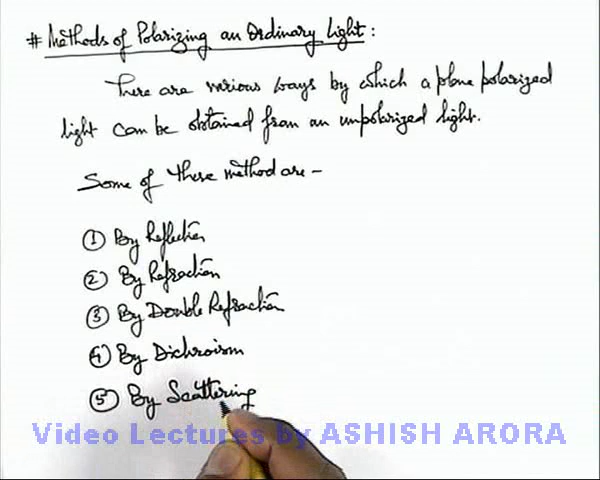 # Methods of Polarizing an Ordinary Light :
There are various ways by which a plane polarized
light can be obtained from an unpolarized light.
Some of these method are -
① By Reflection
② By Refraction
③ By Double Refraction
④ By Dichroism
⑤ By Scattering
Video Lectures by ASHISH ARORA